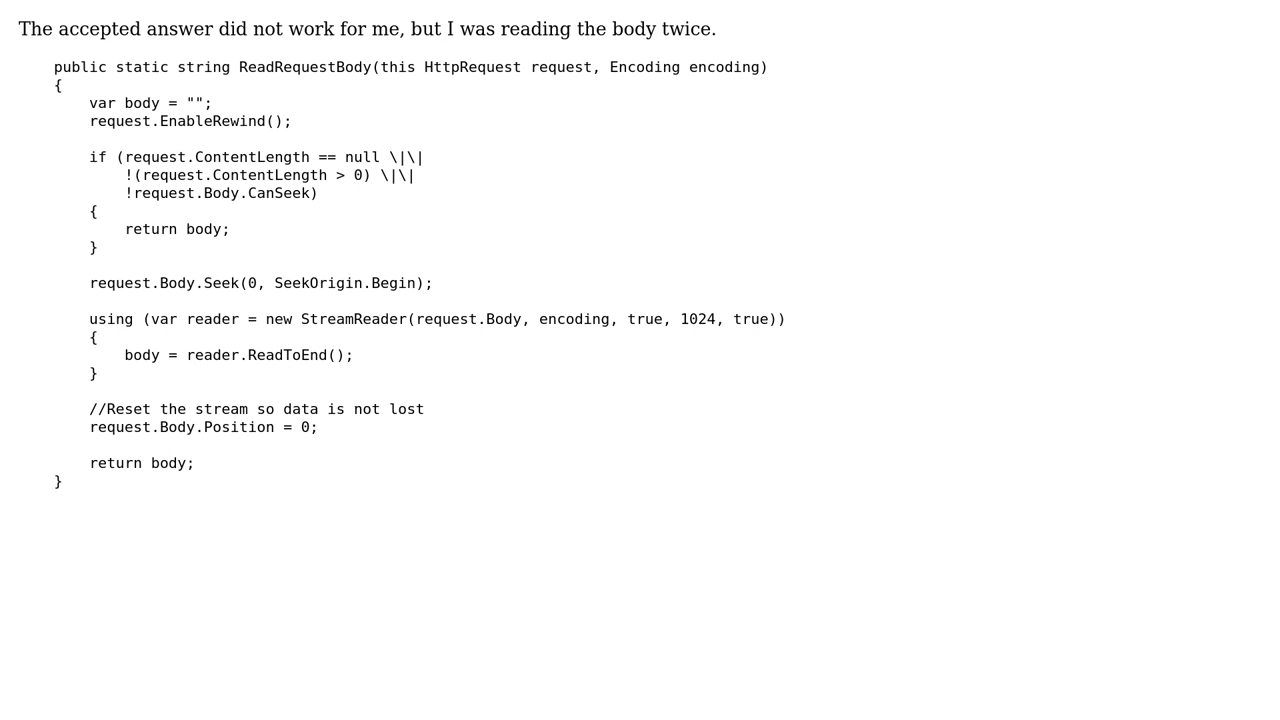 The accepted answer did not work for me, but I was reading the body twice.
public static string ReadRequestBody(this HttpRequest request, Encoding encoding)
{
    var body = "";
    request.EnableRewind();

    if (request.ContentLength == null \|\|
        !(request.ContentLength > 0) \|\|
        !request.Body.CanSeek)
    {
        return body;
    }

    request.Body.Seek(0, SeekOrigin.Begin);

    using (var reader = new StreamReader(request.Body, encoding, true, 1024, true))
    {
        body = reader.ReadToEnd();
    }

    //Reset the stream so data is not lost
    request.Body.Position = 0;

    return body;
}